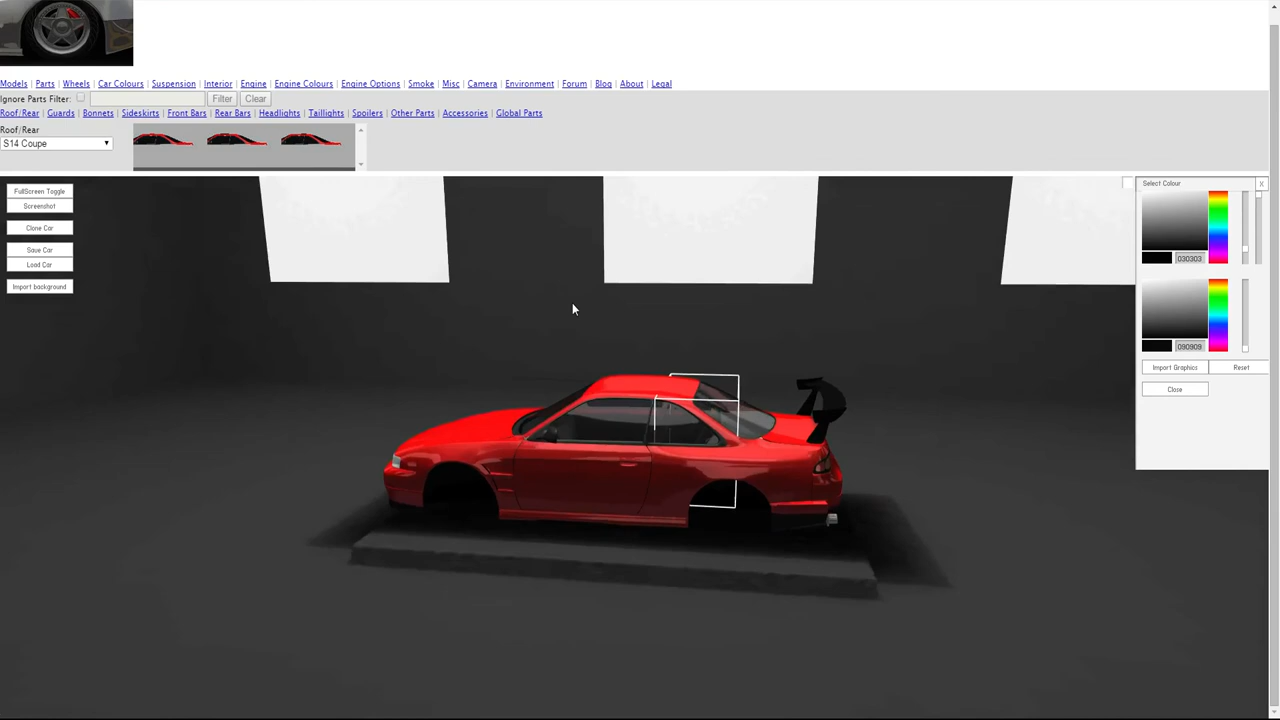 Models | Parts | Wheels | Car Colours | Suspension | Interior | Engine | Engine Colours | Engine Options | Smoke | Misc | Camera | Environment | Forum | Blog | About | Legal
Ignore Parts Filter: Filter Clear
Roof/Rear | Guards | Bonnets | Sideskirts | Front Bars | Rear Bars | Headlights | Taillights | Spoilers | Other Parts | Accessories | Global Parts
Roof/Rear
S14 Coupe
FullScreen Toggle
Screenshot
Clone Car
Save Car
Load Car
Import background
Select Colour X
030303
090909
Import Graphics Reset
Close